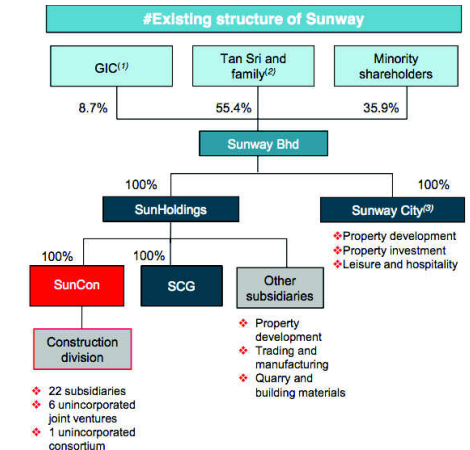 #Existing structure of Sunway
GIC(1)
Tan Sri and
family(2)
Minority
shareholders
8.7%
55.4%
35.9%
Sunway Bhd
100%
100%
SunHoldings
Sunway City(3)
❖Property development
❖Property investment
❖Leisure and hospitality
100%
100%
SunCon
SCG
Other
subsidiaries
Construction
division
❖ Property
development
❖ Trading and
manufacturing
❖ Quarry and
building materials
❖ 22 subsidiaries
❖ 6 unincorporated
joint ventures
❖ 1 unincorporated
consortium